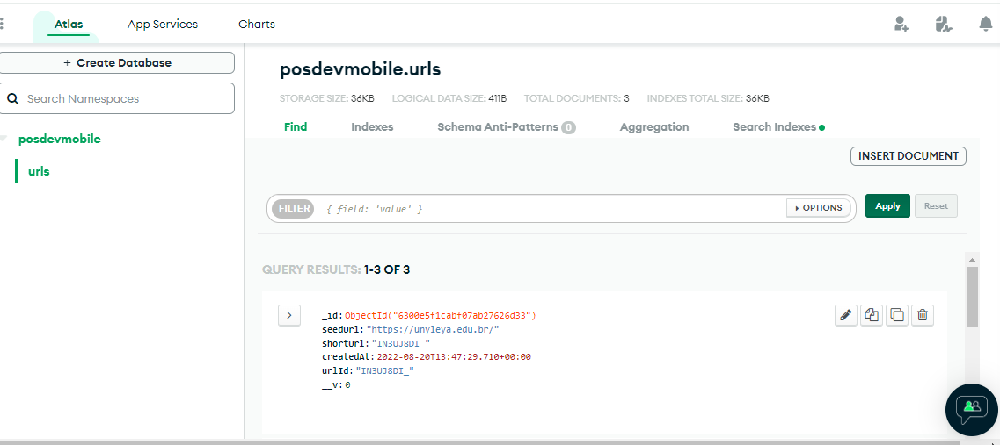 Atlas App Services Charts
+ Create Database
Search Namespaces
posdevmobile
urls
posdevmobile.urls
STORAGE SIZE: 36KB LOGICAL DATA SIZE: 411B TOTAL DOCUMENTS: 3 INDEXES TOTAL SIZE: 36KB
Find Indexes Schema Anti-Patterns 0 Aggregation Search Indexes
INSERT DOCUMENT
FILTER { field: 'value' } OPTIONS Apply Reset
QUERY RESULTS: 1-3 OF 3
_id: ObjectId("6300e5f1cabf07ab27626d33")
seedUrl: "https://unyleya.edu.br/"
shortUrl: "IN3UJ8DI_"
createdAt: 2022-08-20T13:47:29.710+00:00
urlId: "IN3UJ8DI_"
__v: 0